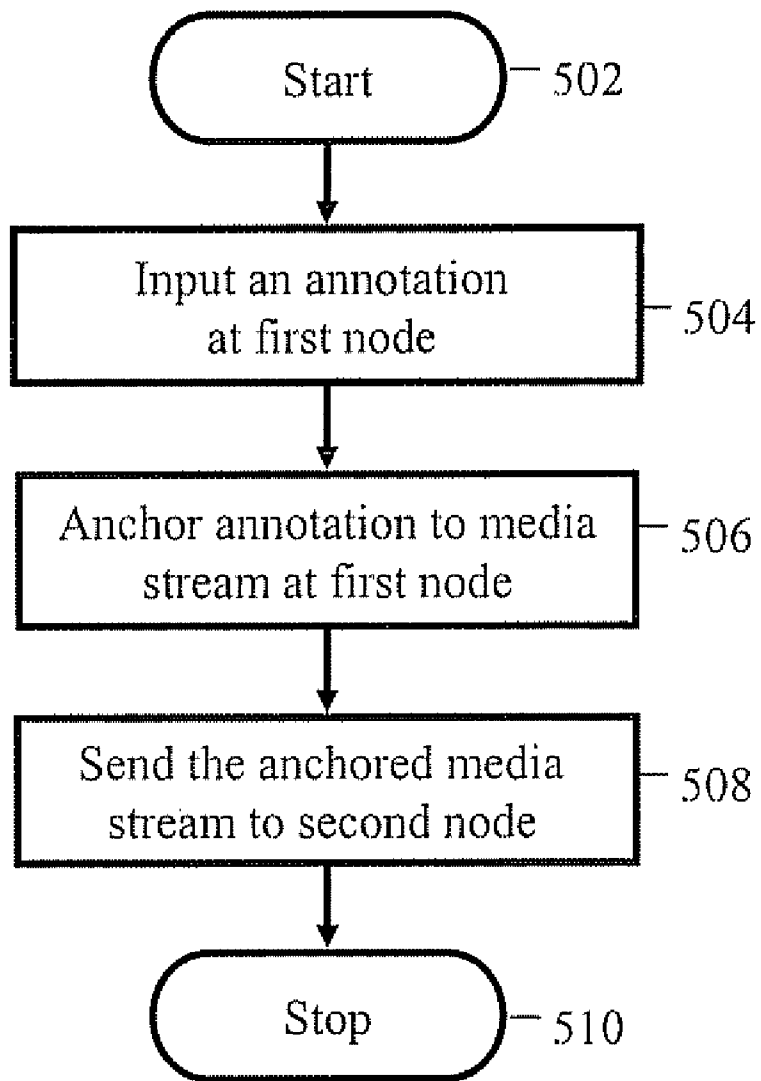 Start
502
Input an annotation
at first node
504
Anchor annotation to media
stream at first node
506
Send the anchored media
stream to second node
508
Stop
510